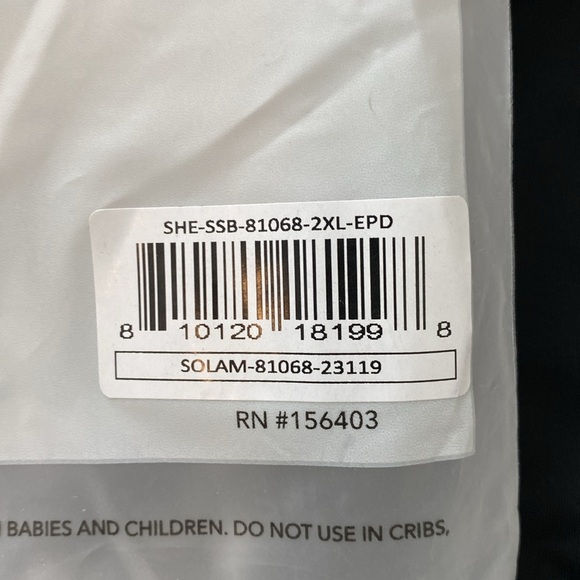 SHE-SSB-81068-2XL-EPD
8 10120 18199 8
SOLAM-81068-23119
RN #156403
BABIES AND CHILDREN. DO NOT USE IN CRIBS,